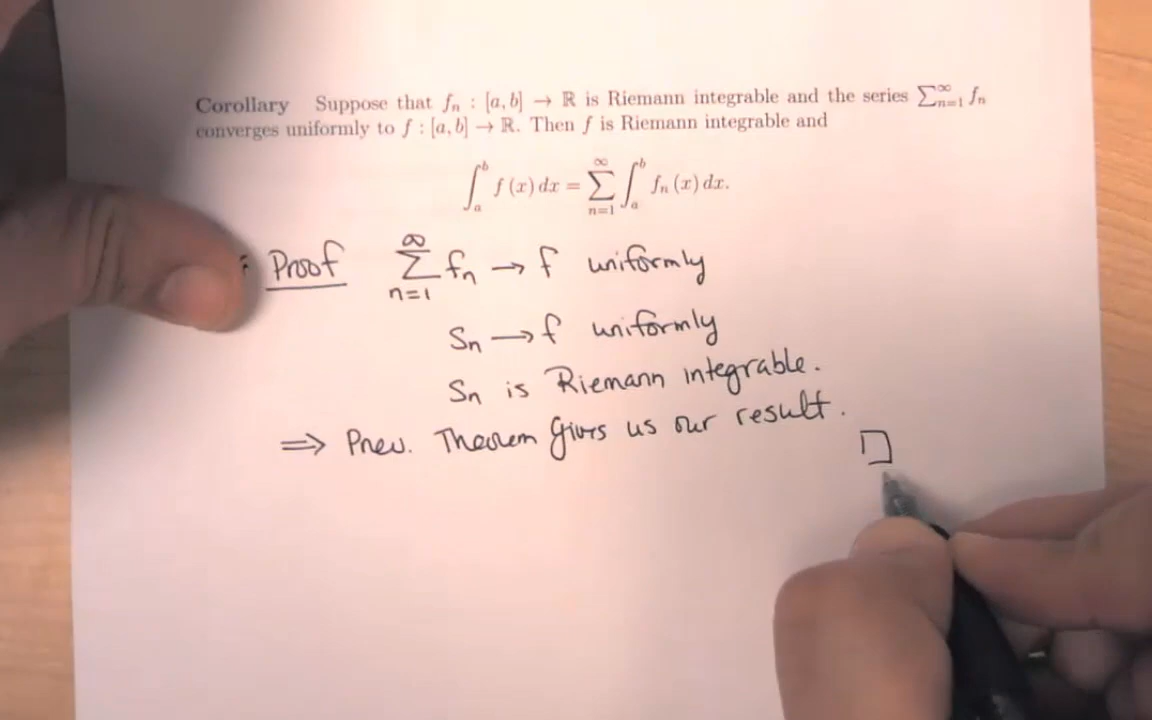 Corollary Suppose that fₙ : [a, b] → ℝ is Riemann integrable and the series ∑ₙ₌₁^∞ fₙ
converges uniformly to f : [a, b] → ℝ. Then f is Riemann integrable and
∫ₐᵇ f (x) dx = ∑ₙ₌₁^∞ ∫ₐᵇ fₙ (x) dx.
Proof ∑ₙ₌₁^∞ fₙ → f uniformly
Sₙ → f uniformly
Sₙ is Riemann integrable.
⇒ Prev. Theorem gives us our result.